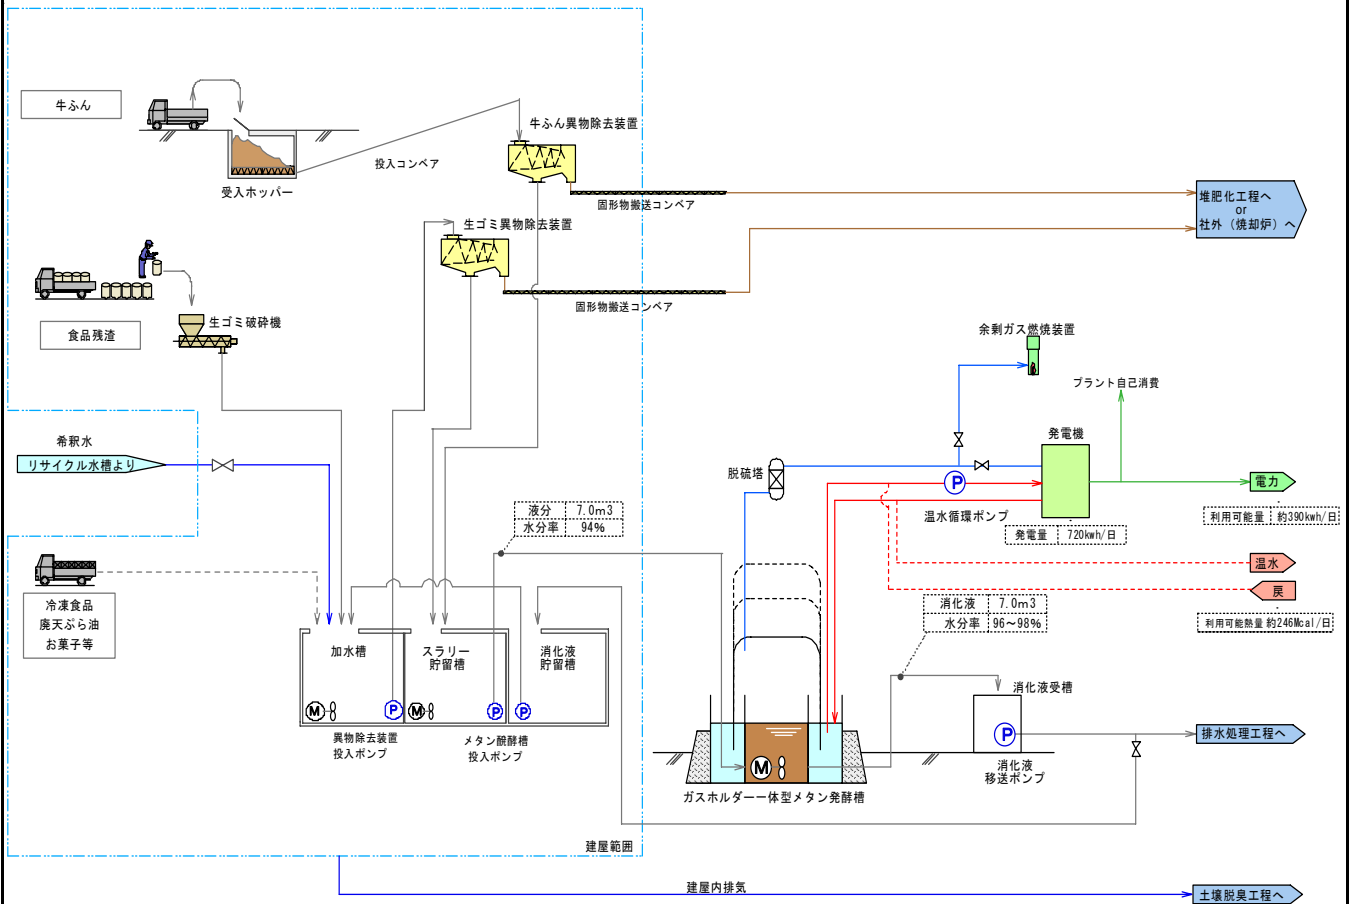 牛ふん
受入ホッパー
投入コンベア
牛ふん異物除去装置
固形物搬送コンベア
堆肥化工程へ
or
社外（焼却炉）へ
生ゴミ異物除去装置
固形物搬送コンベア
食品残渣
生ゴミ破砕機
余剰ガス燃焼装置
プラント自己消費
発電機
希釈水
リサイクル水槽より
脱硫塔
P
電力
温水循環ポンプ
利用可能量 約390kwh/日
発電量 720kwh/日
液分 7.0m3
水分率 94%
温水
戻
利用可能熱量 約246Mcal/日
冷凍食品
廃天ぷら油
お菓子等
消化液 7.0m3
水分率 96～98%
加水槽
スラリー
貯留槽
消化液
貯留槽
M
P
M
P
P
異物除去装置
投入ポンプ
メタン醗酵槽
投入ポンプ
消化液受槽
P
排水処理工程へ
M
消化液
移送ポンプ
ガスホルダー一体型メタン発酵槽
建屋範囲
建屋内排気
土壌脱臭工程へ